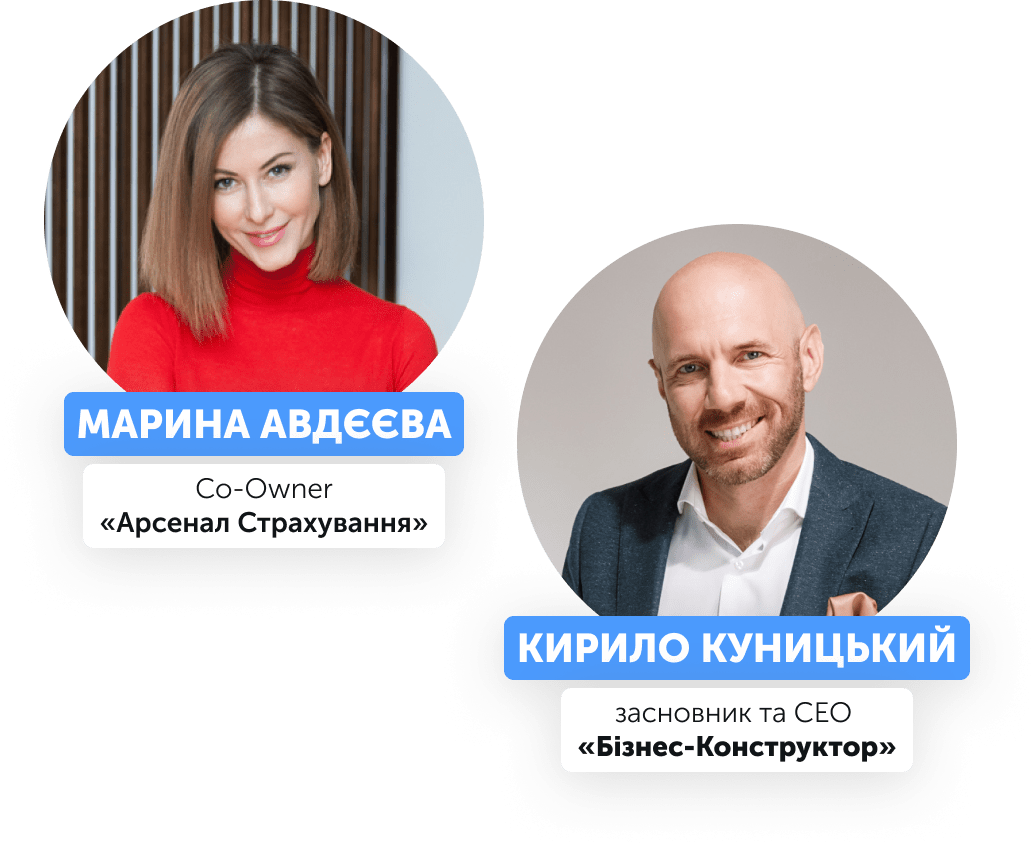 МАРИНА АВДЄЄВА
Co-Owner
«Арсенал Страхування»
КИРИЛО КУНИЦЬКИЙ
засновник та CEO
«Бізнес-Конструктор»